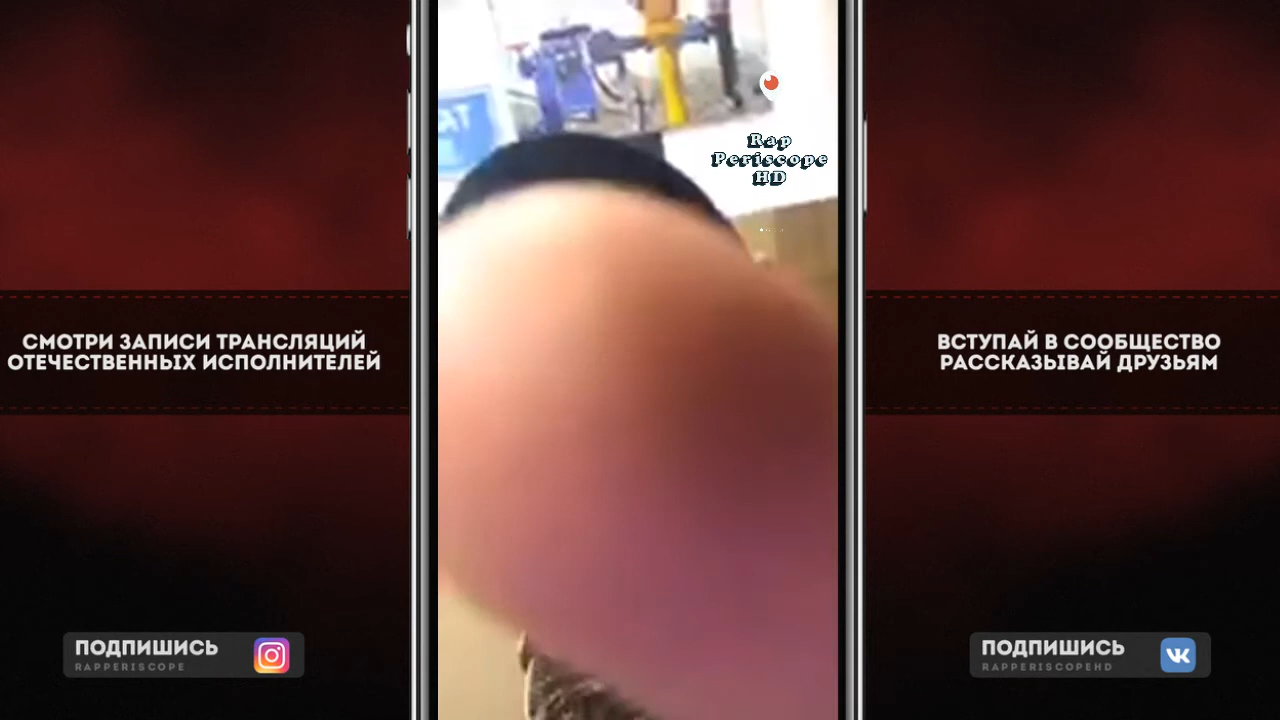 Rap
Periscope
HD
СМОТРИ ЗАПИСИ ТРАНСЛЯЦИЙ
ОТЕЧЕСТВЕННЫХ ИСПОЛНИТЕЛЕЙ
ВСТУПАЙ В СООБЩЕСТВО
РАССКАЗЫВАЙ ДРУЗЬЯМ
ПОДПИШИСЬ
RAPPERISCOPE
ПОДПИШИСЬ
RAPPERISCOPEHD